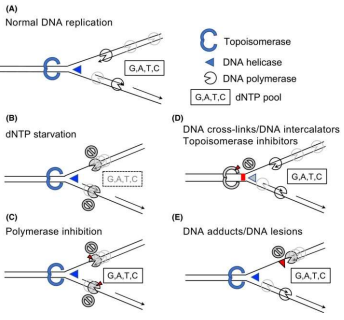 (A)
Normal DNA replication
G,A,T,C
Topoisomerase
DNA helicase
DNA polymerase
G,A,T,C dNTP pool
(B)
dNTP starvation
G,A,T,C
(C)
Polymerase inhibition
G,A,T,C
(D)
DNA cross-links/DNA intercalators
Topoisomerase inhibitors
G,A,T,C
(E)
DNA adducts/DNA lesions
G,A,T,C